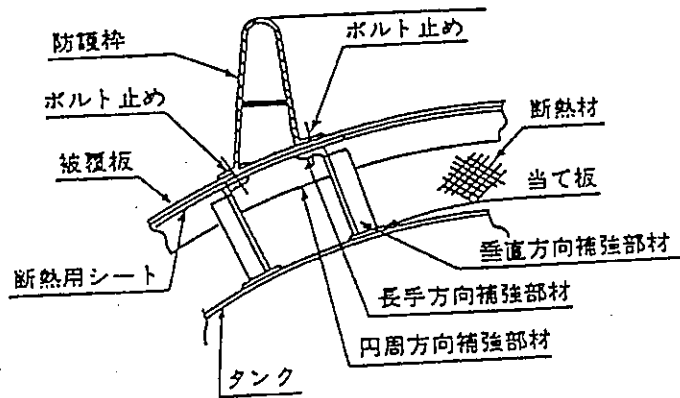 ボルト止め
防護枠
ボルト止め
断熱材
被覆板
当て板
垂直方向補強部材
断熱用シート
長手方向補強部材
円周方向補強部材
タンク